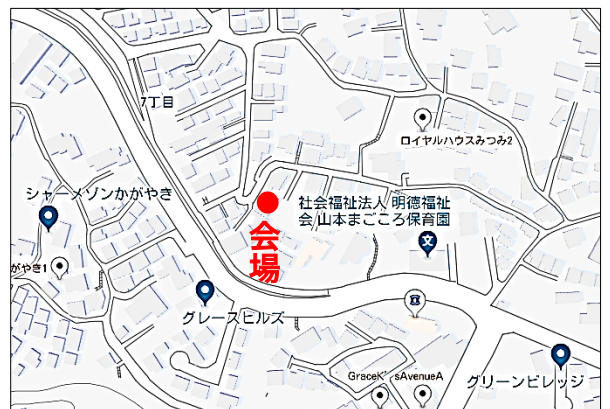 7丁目
ロイヤルハウスみつみ2
シャーメゾンかがやき
社会福祉法人 明徳福祉
会 山本まごころ保育園
文
会場
がやき1
グレースヒルズ
GraceK
sAvenueA
グリーンビレッジ